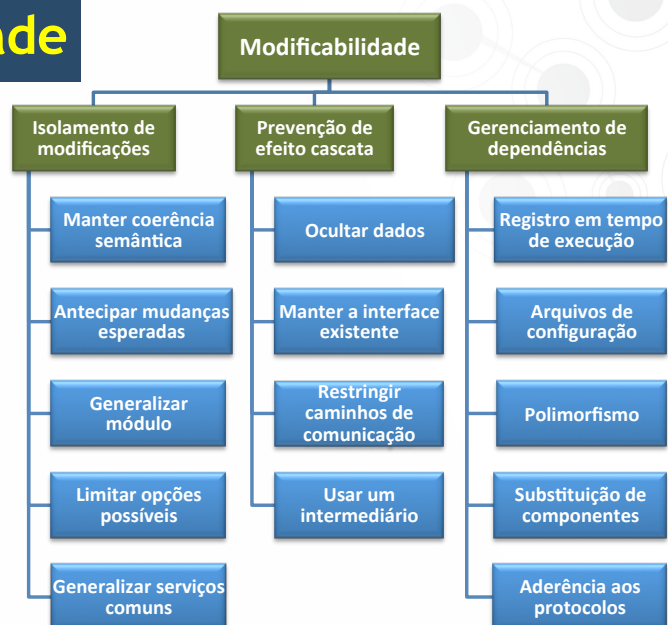 Modificabilidade
Isolamento de
modificações
Manter coerência
semântica
Antecipar mudanças
esperadas
Generalizar
módulo
Limitar opções
possíveis
Generalizar serviços
comuns
Prevenção de
efeito cascata
Ocultar dados
Manter a interface
existente
Restringir
caminhos de
comunicação
Usar um
intermediário
Gerenciamento de
dependências
Registro em tempo
de execução
Arquivos de
configuração
Polimorfismo
Substituição de
componentes
Aderência aos
protocolos